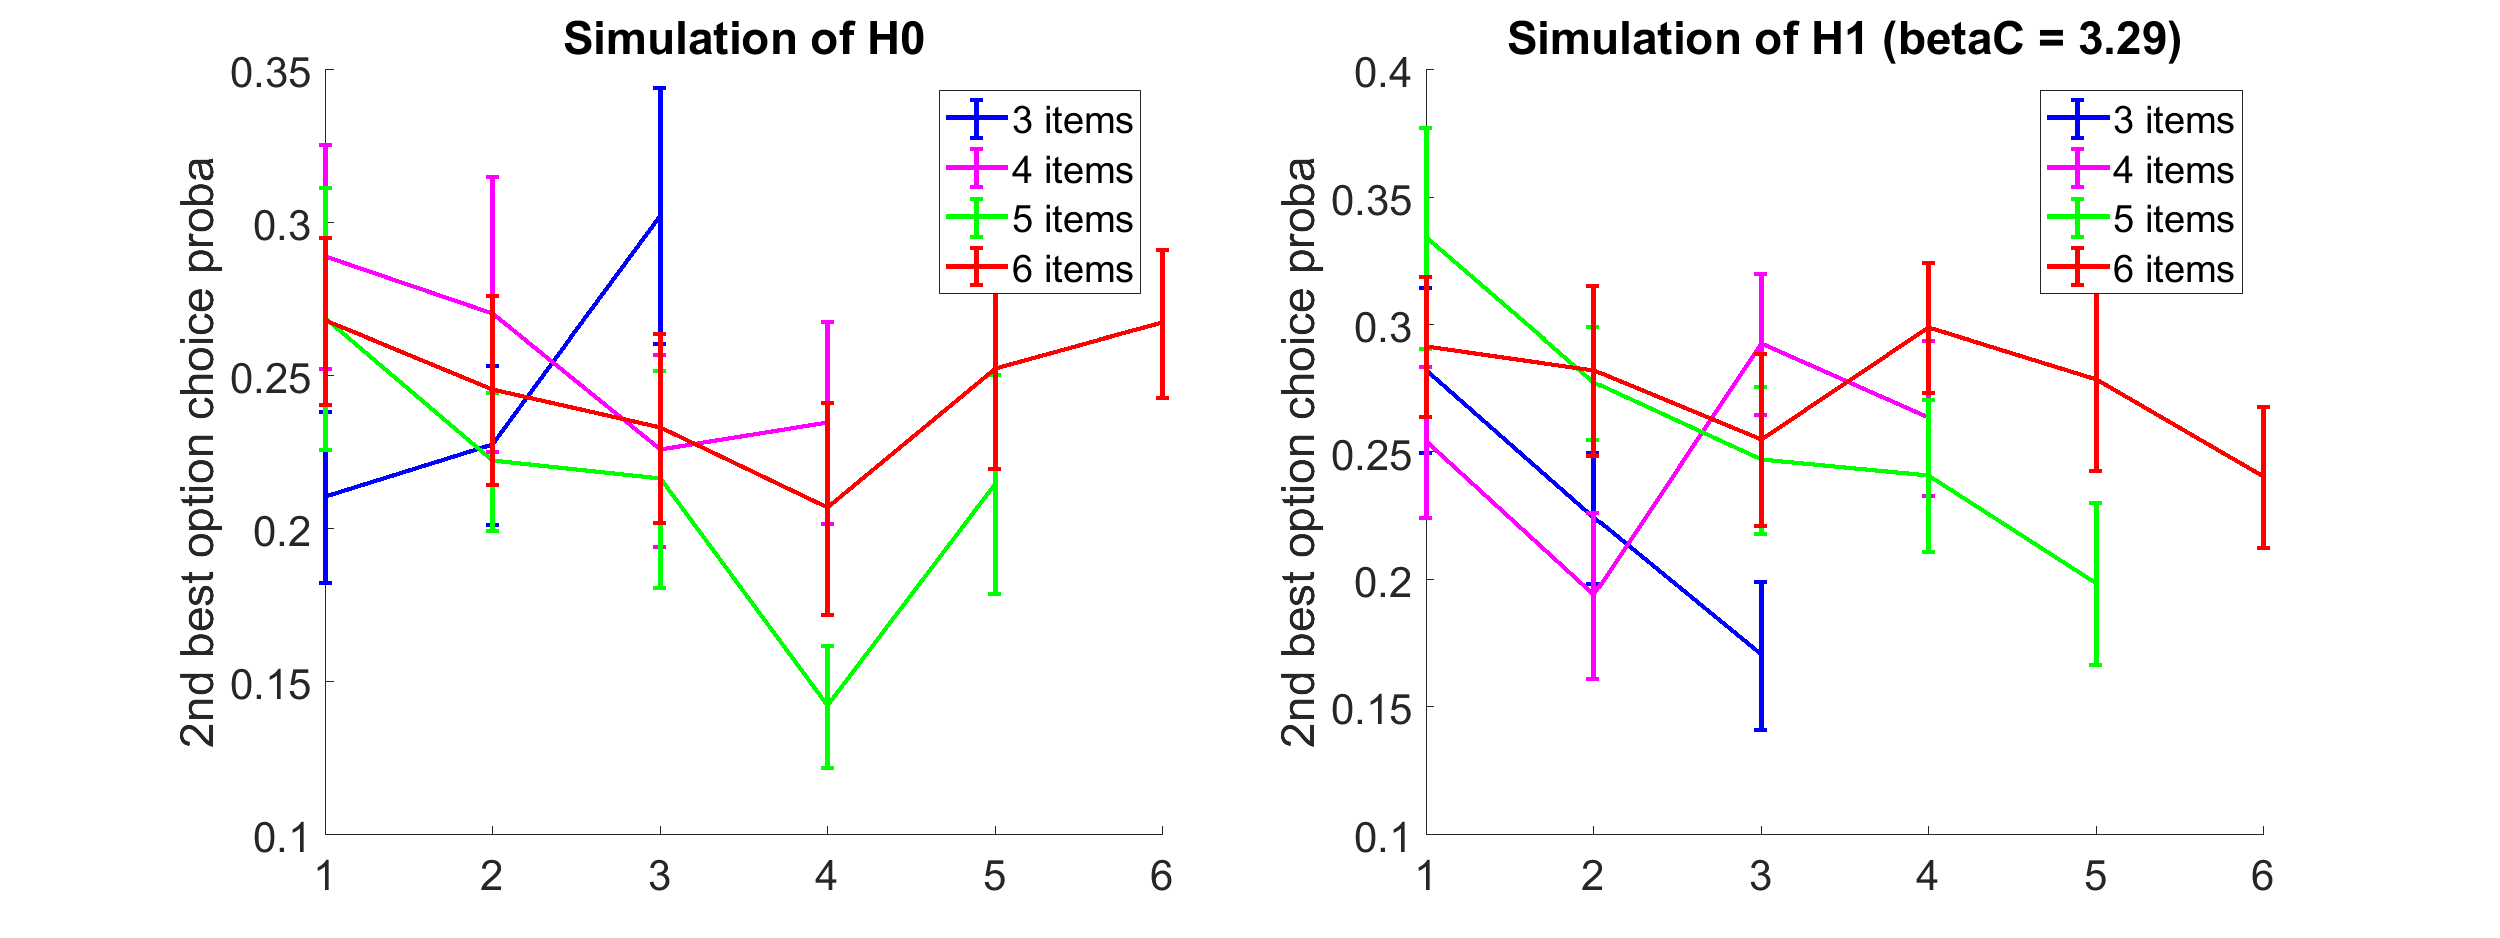 Simulation of H0
2nd best option choice proba
0.35
0.3
0.25
0.2
0.15
0.1
1 2 3 4 5 6
3 items
4 items
5 items
6 items
Simulation of H1 (betaC = 3.29)
2nd best option choice proba
0.4
0.35
0.3
0.25
0.2
0.15
0.1
1 2 3 4 5 6
3 items
4 items
5 items
6 items